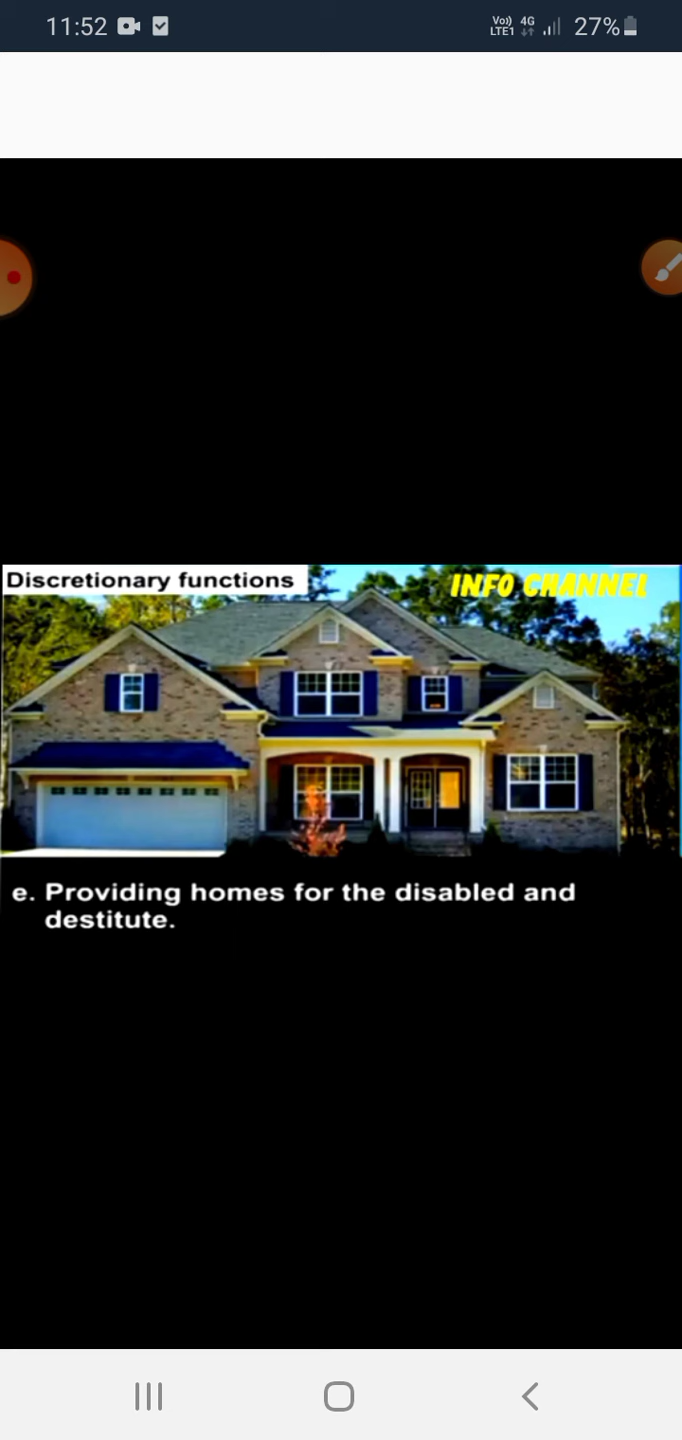 11:52
Vo)) 4G 27%
LTE1
Discretionary functions
INFO CHANNEL
e. Providing homes for the disabled and
destitute.